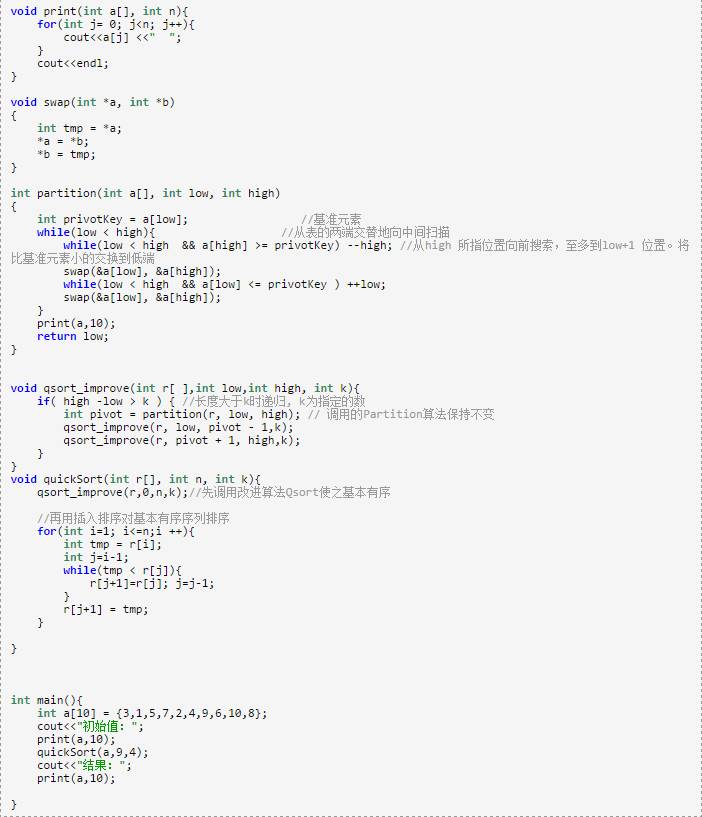 void print(int a[], int n){
    for(int j= 0; j<n; j++){
        cout<<a[j] <<"  ";
    }
    cout<<endl;
}

void swap(int *a, int *b)
{
    int tmp = *a;
    *a = *b;
    *b = tmp;
}

int partition(int a[], int low, int high)
{
    int privotKey = a[low];                 //基准元素
    while(low < high){                   //从表的两端交替地向中间扫描
        while(low < high  && a[high] >= privotKey) --high; //从high 所指位置向前搜索，至多到low+1 位置。将
比基准元素小的交换到低端
        swap(&a[low], &a[high]);
        while(low < high  && a[low] <= privotKey ) ++low;
        swap(&a[low], &a[high]);
    }
    print(a,10);
    return low;
}


void qsort_improve(int r[ ],int low,int high, int k){
    if( high -low > k ) { //长度大于k时递归, k为指定的数
        int pivot = partition(r, low, high); // 调用的Partition算法保持不变
        qsort_improve(r, low, pivot - 1,k);
        qsort_improve(r, pivot + 1, high,k);
    }
}
void quickSort(int r[], int n, int k){
    qsort_improve(r,0,n,k);//先调用改进算法Qsort使之基本有序

    //再用插入排序对基本有序序列排序
    for(int i=1; i<=n;i ++){
        int tmp = r[i];
        int j=i-1;
        while(tmp < r[j]){
            r[j+1]=r[j]; j=j-1;
        }
        r[j+1] = tmp;
    }

}



int main(){
    int a[10] = {3,1,5,7,2,4,9,6,10,8};
    cout<<"初始值：";
    print(a,10);
    quickSort(a,9,4);
    cout<<"结果：";
    print(a,10);

}